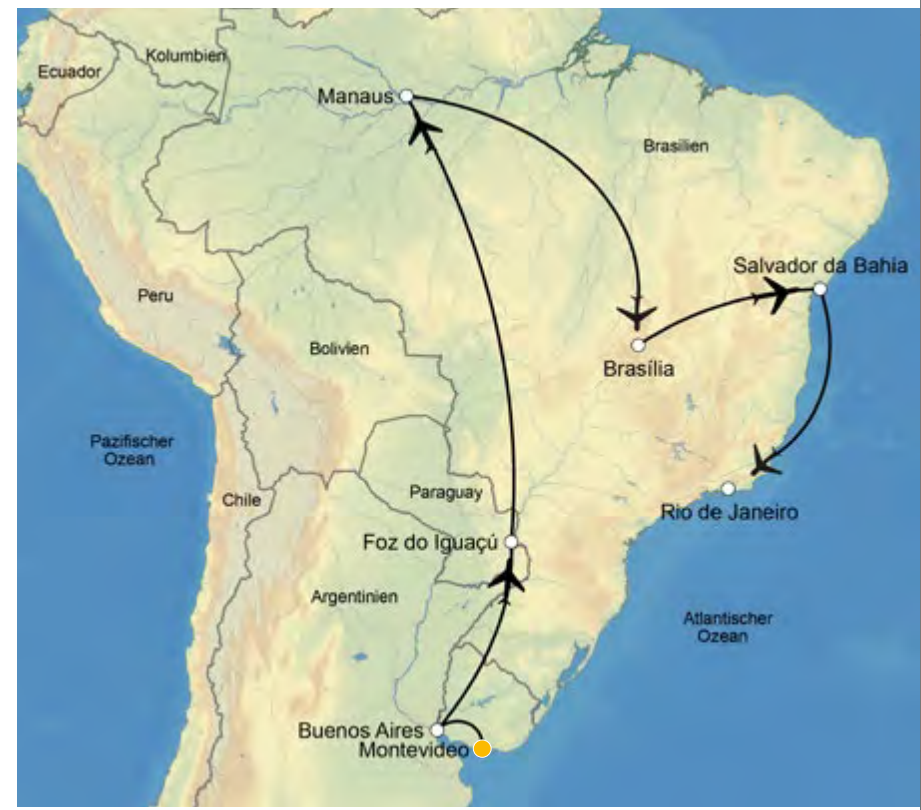 Kolumbien
Ecuador
Manaus
Brasilien
Salvador da Bahia
Peru
Bolivien
Brasília
Pazifischer
Ozean
Chile
Paraguay
Rio de Janeiro
Foz do Iguaçú
Argentinien
Atlantischer
Ozean
Buenos Aires
Montevideo